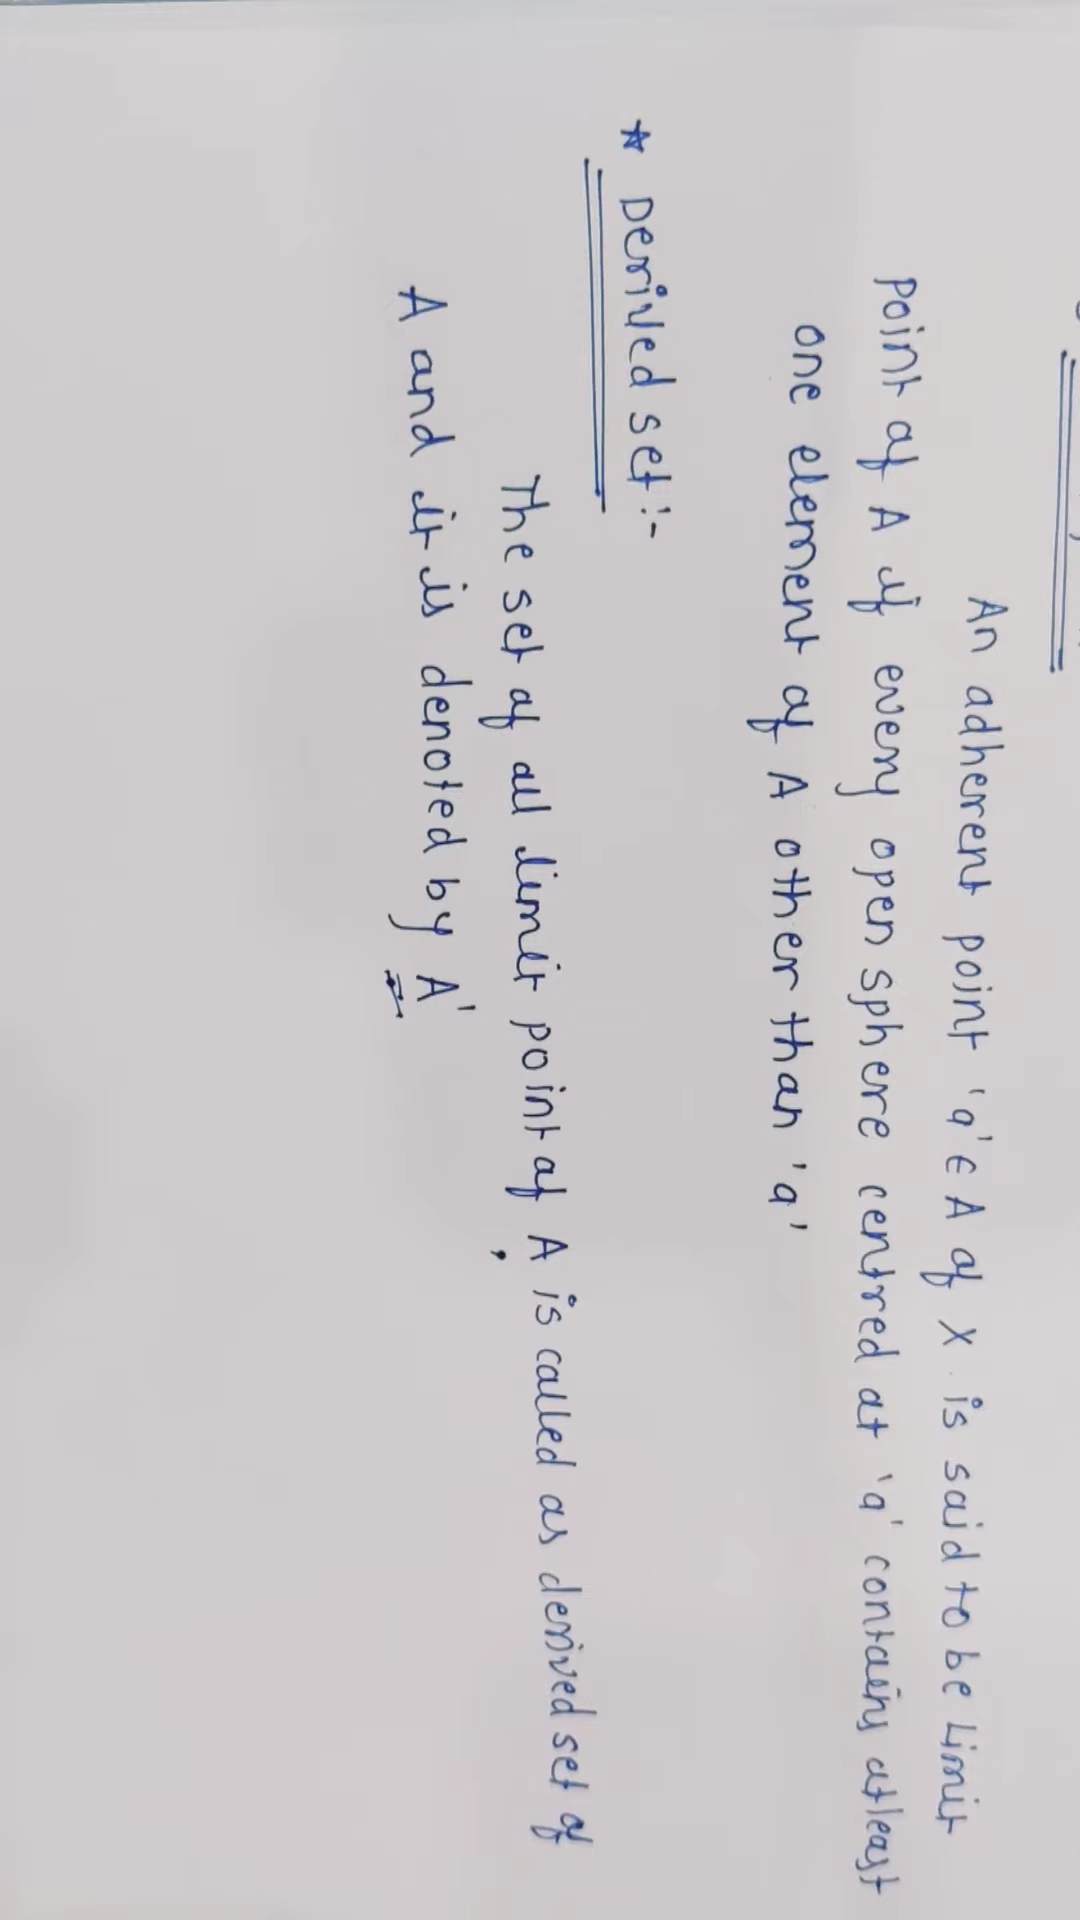 An adherent point 'a' ∈ A of X is said to be Limit
point of A if every open sphere centred at 'a' contains atleast
one element of A other than 'a'
* Derived set :-
The set of all limit point of A is called as derived set of
A and it is denoted by A'